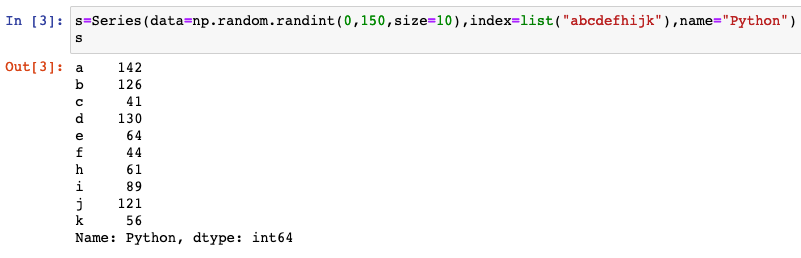 In [3]: s=Series(data=np.random.randint(0,150,size=10),index=list("abcdefhijk"),name="Python")
s
Out[3]: a    142
b    126
c     41
d    130
e     64
f     44
h     61
i     89
j    121
k     56
Name: Python, dtype: int64